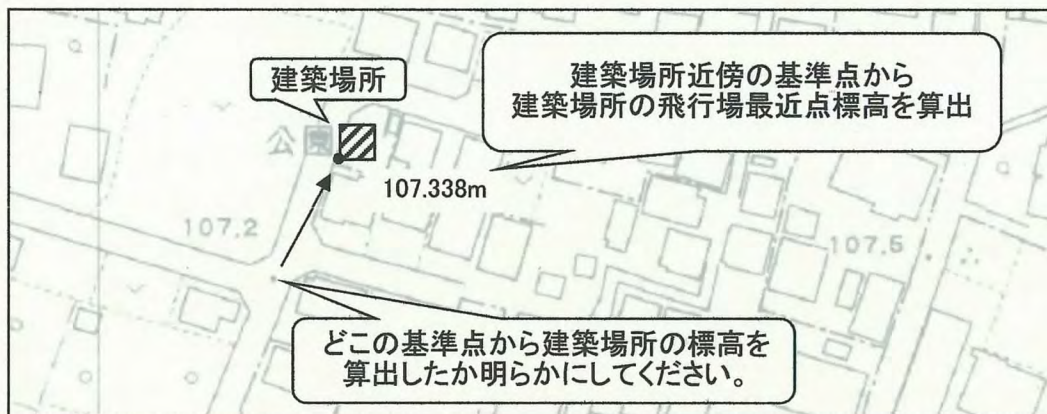 建築場所
建築場所近傍の基準点から
建築場所の飛行場最近点標高を算出
公園
107.338m
107.2
107.5
どこの基準点から建築場所の標高を
算出したか明らかにしてください。